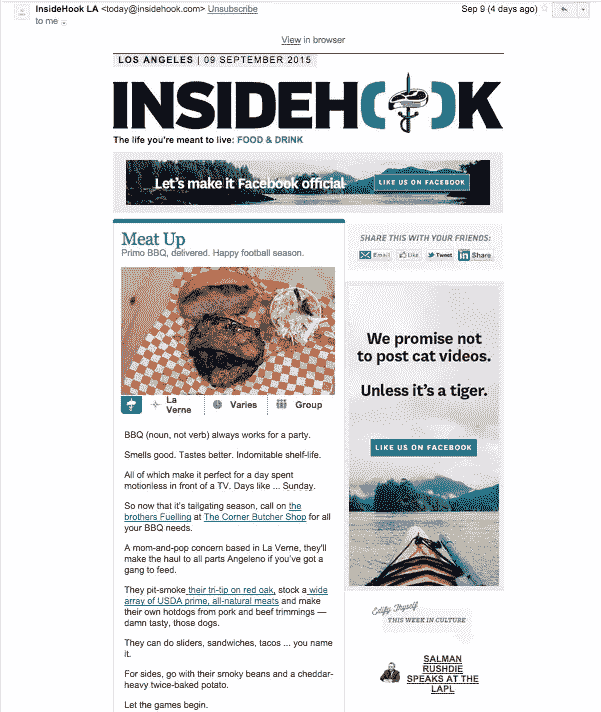 InsideHook LA <today@insidehook.com> Unsubscribe
Sep 9 (4 days ago)
to me
View in browser
LOS ANGELES | 09 SEPTEMBER 2015
INSIDEHOOK
The life you're meant to live: FOOD & DRINK
Let's make it Facebook official
LIKE US ON FACEBOOK
Meat Up
Primo BBQ, delivered. Happy football season.
La
Verne
Varies
Group
BBQ (noun, not verb) always works for a party.
Smells good. Tastes better. Indomitable shelf-life.
All of which make it perfect for a day spent
motionless in front of a TV. Days like ... Sunday.
So now that it's tailgating season, call on the
brothers Fuelling at The Corner Butcher Shop for all
your BBQ needs.
A mom-and-pop concern based in La Verne, they'll
make the haul to all parts Angeleno if you've got a
gang to feed.
They pit-smoke their tri-tip on red oak, stock a wide
array of USDA prime, all-natural meats and make
their own hotdogs from pork and beef trimmings —
damn tasty, those dogs.
They can do sliders, sandwiches, tacos ... you name
it.
For sides, go with their smoky beans and a cheddar-
heavy twice-baked potato.
Let the games begin.
SHARE THIS WITH YOUR FRIENDS:
Email Like Tweet Share
We promise not
to post cat videos.
Unless it's a tiger.
LIKE US ON FACEBOOK
Edify Thyself
THIS WEEK IN CULTURE
SALMAN
RUSHDIE
SPEAKS AT THE
LAPL